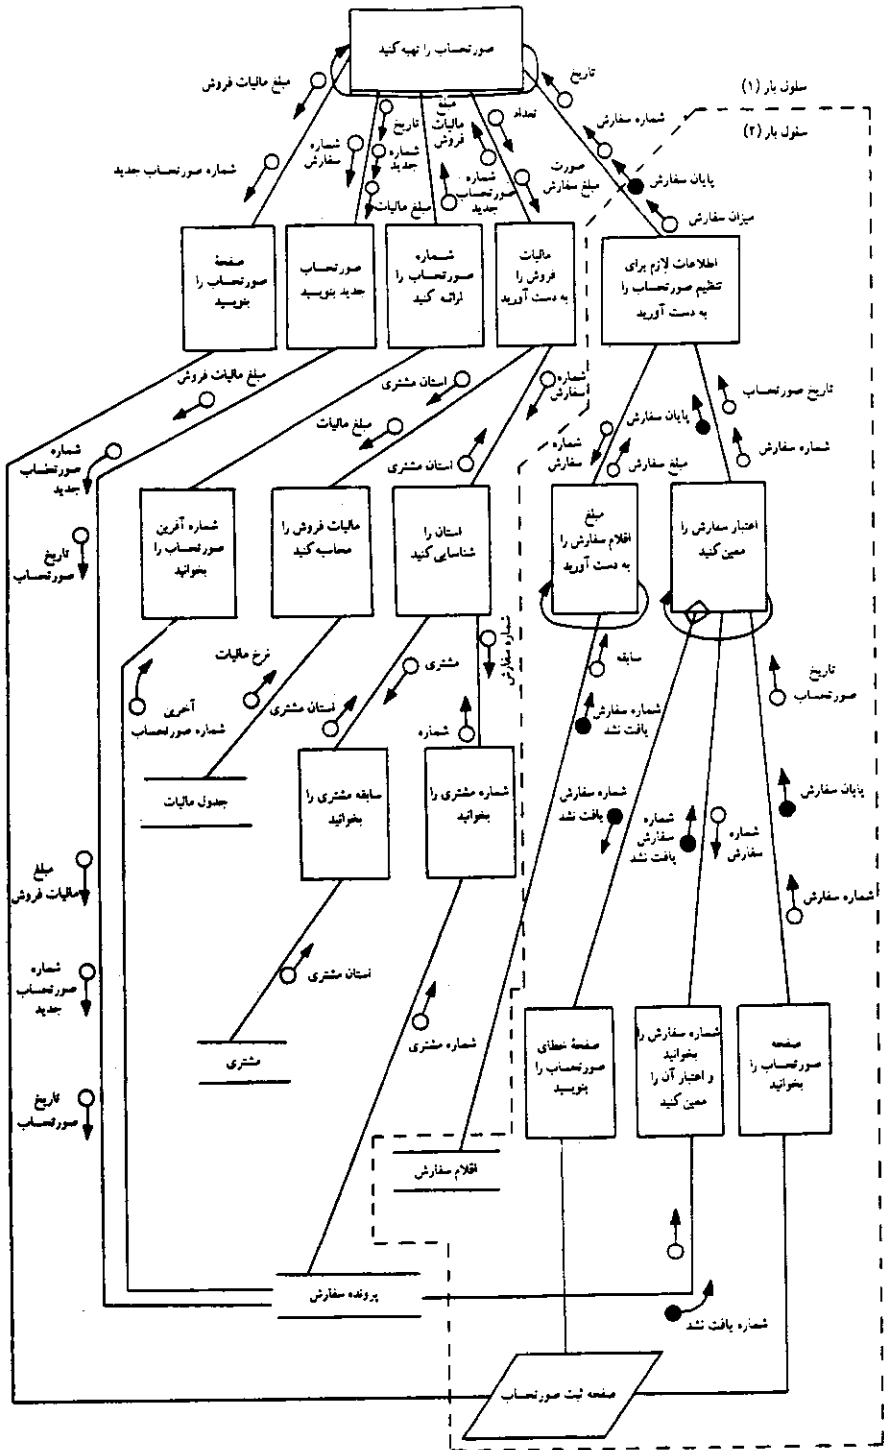 صورتحساب را تهیه کنید
سلول بار (۱)
سلول بار (۲)
تاریخ
شماره سفارش
پایان سفارش
میزان سفارش
مبلغ مالیات فروش
شماره صورتحساب جدید
شماره
سفارش
تاریخ
شماره
جدید
مبلغ مالیات
مبلغ
مالیات
فروش
شماره
صورتحساب
جدید
تعداد
صورت
مبلغ سفارش
صفحهٔ
صورتحساب را
بنویسید
صورتحساب
جدید بنویسید
شماره
صورتحساب را
ارائه کنید
مالیات
فروش را
به دست آورید
اطلاعات لازم برای
تنظیم صورتحساب را
به دست آورید
مبلغ مالیات فروش
استان مشتری
شماره
سفارش
مبلغ مالیات
استان مشتری
شماره
سفارش
پایان سفارش
مبلغ سفارش
تاریخ صورتحساب
شماره سفارش
شماره
صورتحساب
جدید
تاریخ
صورتحساب
شماره آخرین
صورتحساب را
بخوانید
مالیات فروش را
محاسبه کنید
استان را
شناسایی کنید
مبلغ
اقلام سفارش را
به دست آورید
اعتبار سفارش را
معین کنید
نرخ مالیات
آخرین
شماره صورتحساب
استان مشتری
مشتری
شماره سفارش
شماره
سابقه
شماره سفارش
یافت نشد
تاریخ
صورتحساب
جدول مالیات
سابقه مشتری را
بخوانید
شماره مشتری را
بخوانید
شماره سفارش
یافت نشد
شماره
سفارش
یافت نشد
شماره
سفارش
پایان سفارش
شماره سفارش
مبلغ
مالیات فروش
شماره
صورتحساب
جدید
تاریخ
صورتحساب
استان مشتری
شماره مشتری
مشتری
صفحهٔ خطای
صورتحساب را
بنویسید
شماره سفارش را
بخوانید
و اعتبار آن را
معین کنید
صفحه
صورتحساب را
بخوانید
اقلام سفارش
پرونده سفارش
شماره یافت نشد
صفحه ثبت صورتحساب